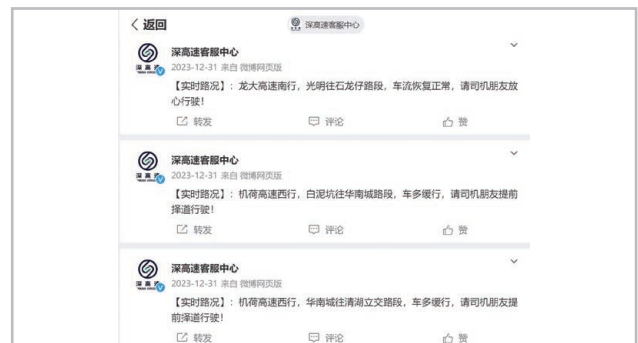 返回
深高速客服中心
深高速客服中心
2023-12-31 来自 微博网页版
【实时路况】：龙大高速南行，光明往石龙仔路段，车流恢复正常，请司机朋友放
心行驶！
转发 评论 赞
深高速客服中心
2023-12-31 来自 微博网页版
【实时路况】：机荷高速西行，白泥坑往华南城路段，车多缓行，请司机朋友提前
择道行驶！
转发 评论 赞
深高速客服中心
2023-12-31 来自 微博网页版
【实时路况】：机荷高速西行，华南城往清湖立交路段，车多缓行，请司机朋友提
前择道行驶！
转发 评论 赞